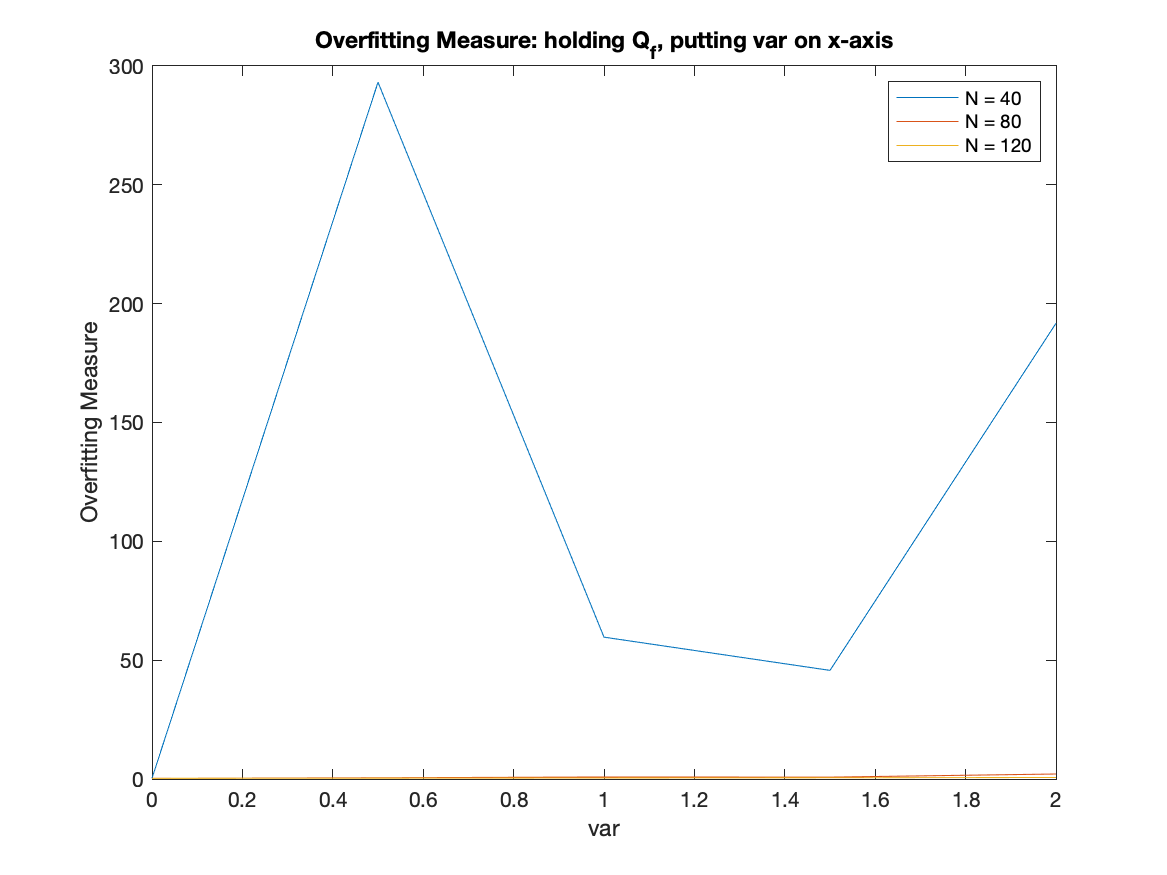 Overfitting Measure: holding Qf, putting var on x-axis
300
250
200
150
100
50
0
Overfitting Measure
N = 40
N = 80
N = 120
0 0.2 0.4 0.6 0.8 1 1.2 1.4 1.6 1.8 2
var